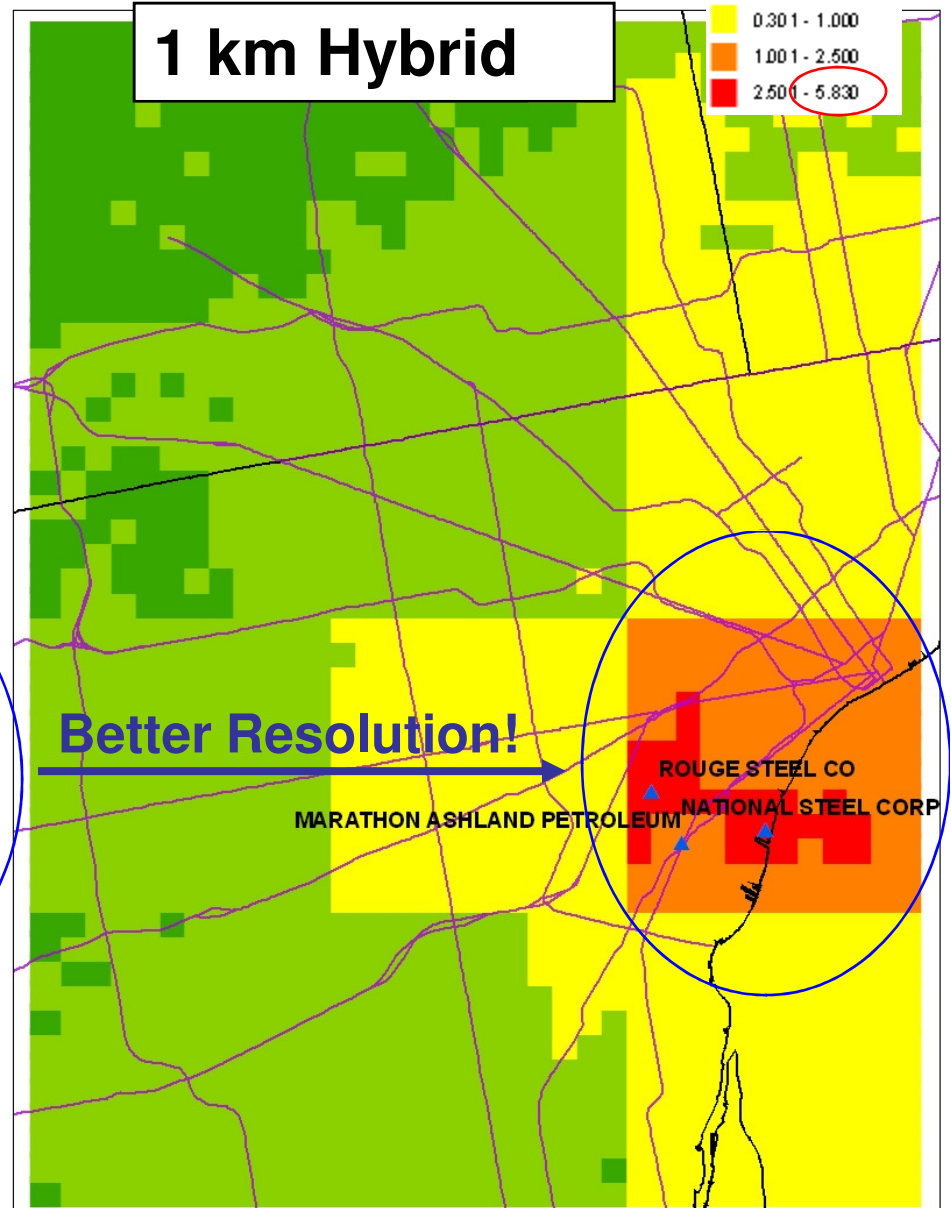 1 km Hybrid
0.301 - 1.000
1.001 - 2.500
2.501 - 5.830
Better Resolution!
ROUGE STEEL CO
NATIONAL STEEL CORP
MARATHON ASHLAND PETROLEUM